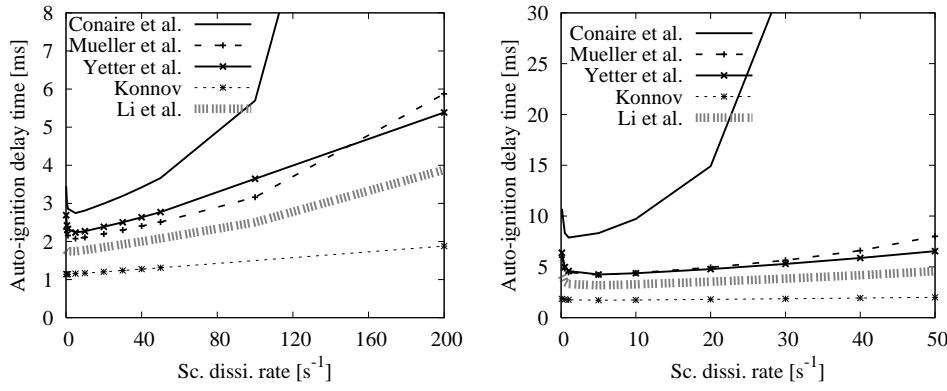 8
7
6
5
4
3
2
1
0
Auto-ignition delay time [ms]
Conaire et al.
Mueller et al.
Yetter et al.
Konnov
Li et al.
0 40 80 120 160 200
Sc. dissi. rate [s-1]
30
25
20
15
10
5
0
Auto-ignition delay time [ms]
Conaire et al.
Mueller et al.
Yetter et al.
Konnov
Li et al.
0 10 20 30 40 50
Sc. dissi. rate [s-1]